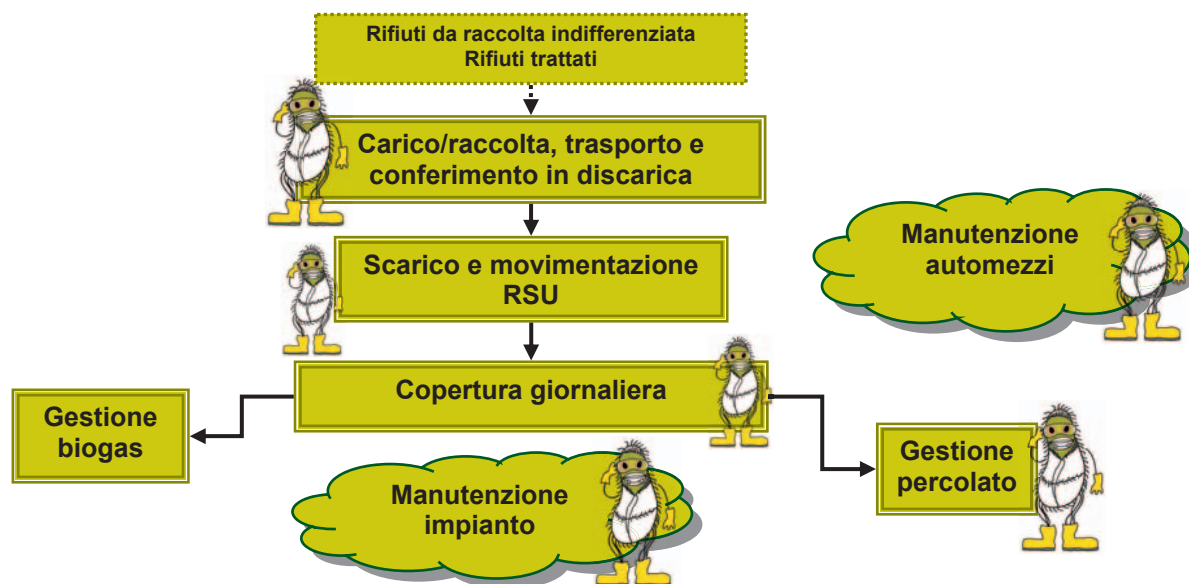 Rifiuti da raccolta indifferenziata
Rifiuti trattati
Carico/raccolta, trasporto e
conferimento in discarica
Scarico e movimentazione
RSU
Manutenzione
automezzi
Copertura giornaliera
Gestione
biogas
Gestione
percolato
Manutenzione
impianto